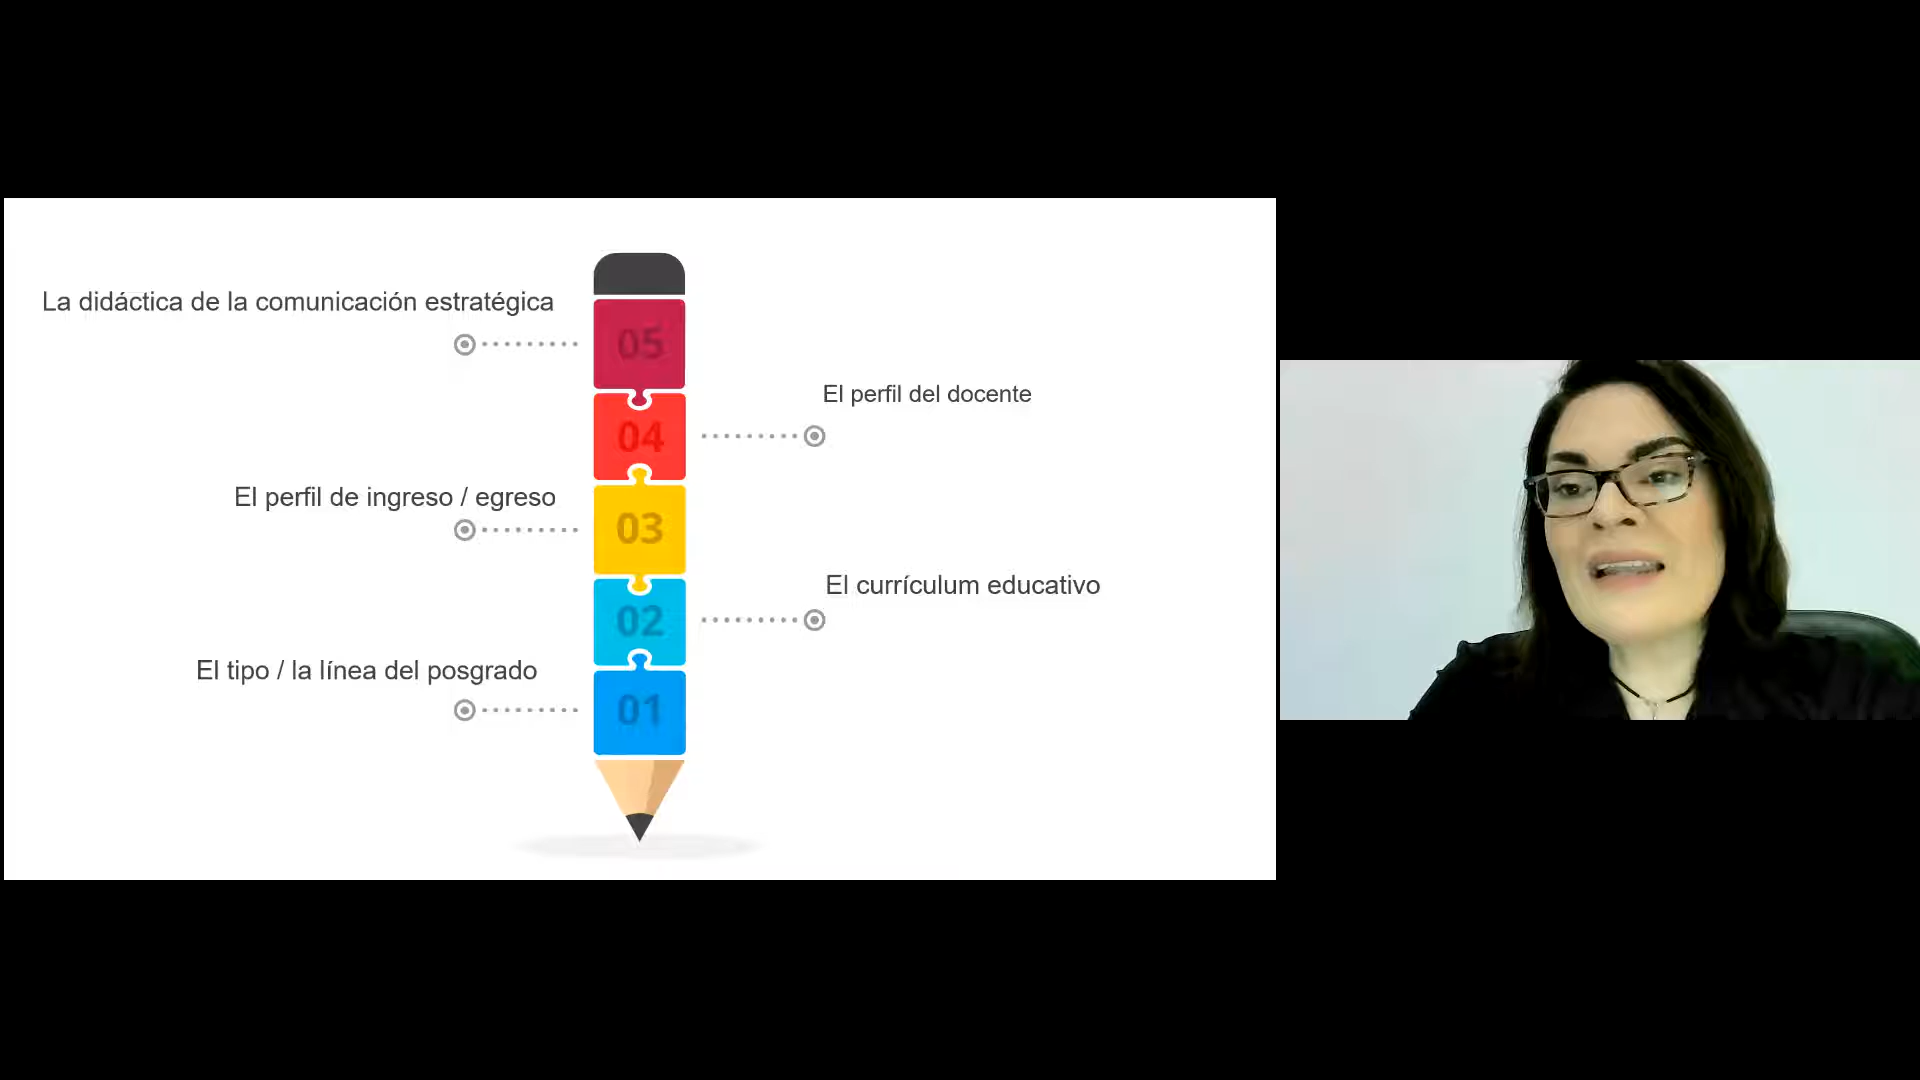 La didáctica de la comunicación estratégica
05
El perfil del docente
04
El perfil de ingreso / egreso
03
El currículum educativo
02
El tipo / la línea del posgrado
01